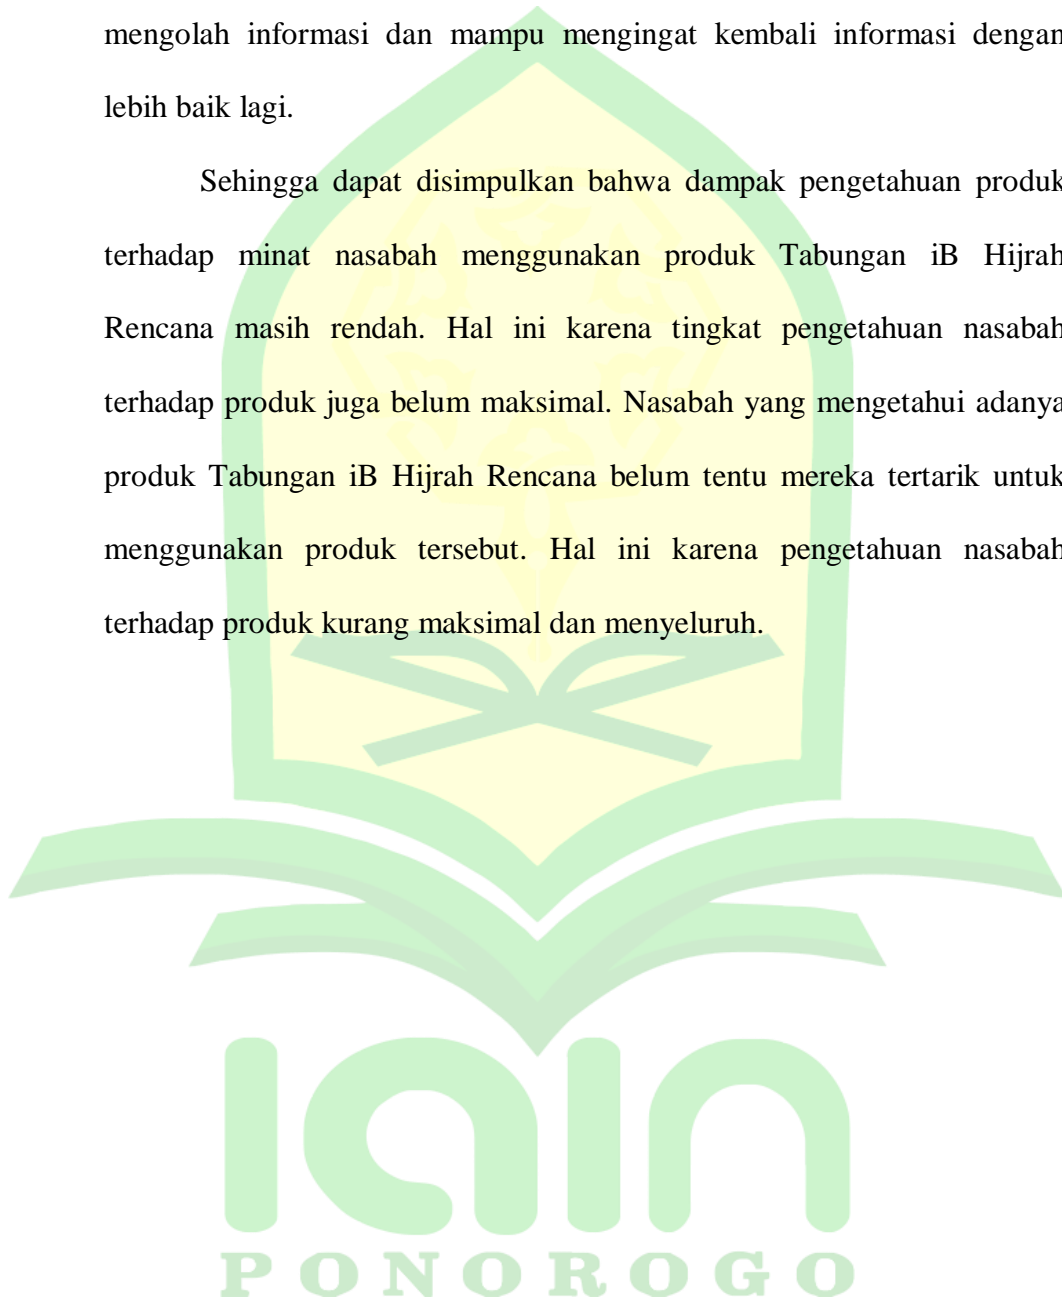 mengolah informasi dan mampu mengingat kembali informasi dengan
lebih baik lagi.
Sehingga dapat disimpulkan bahwa dampak pengetahuan produk
terhadap minat nasabah menggunakan produk Tabungan iB Hijrah
Rencana masih rendah. Hal ini karena tingkat pengetahuan nasabah
terhadap produk juga belum maksimal. Nasabah yang mengetahui adanya
produk Tabungan iB Hijrah Rencana belum tentu mereka tertarik untuk
menggunakan produk tersebut. Hal ini karena pengetahuan nasabah
terhadap produk kurang maksimal dan menyeluruh.
iain
PONOROGO